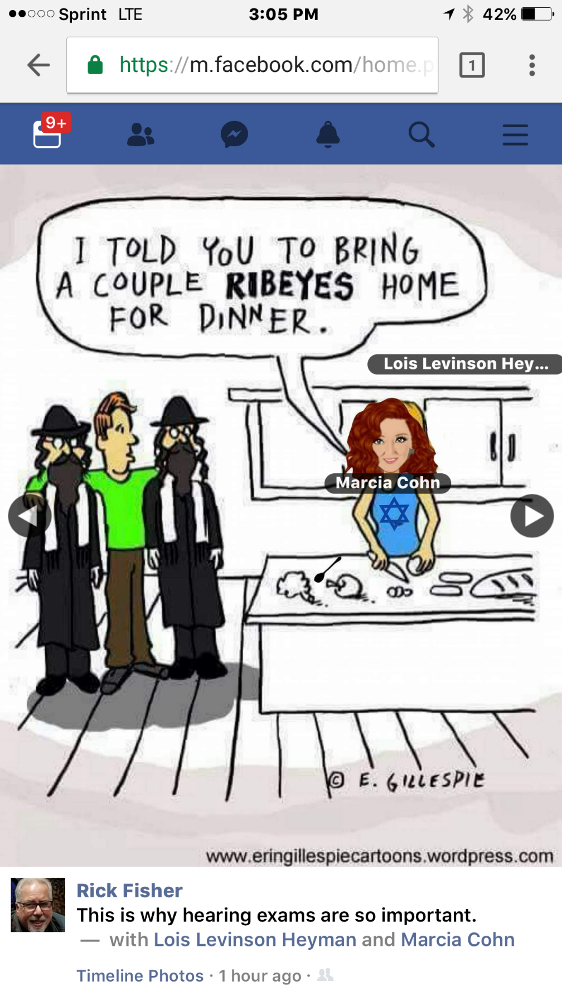 Sprint LTE 3:05 PM 42%
https://m.facebook.com/home.p
1
9+
I TOLD YOU TO BRING
A COUPLE RIBEYES HOME
FOR DINNER.
Lois Levinson Hey...
Marcia Cohn
© E. GILLESPIE
www.eringillespiecartoons.wordpress.com
Rick Fisher
This is why hearing exams are so important.
— with Lois Levinson Heyman and Marcia Cohn
Timeline Photos · 1 hour ago ·